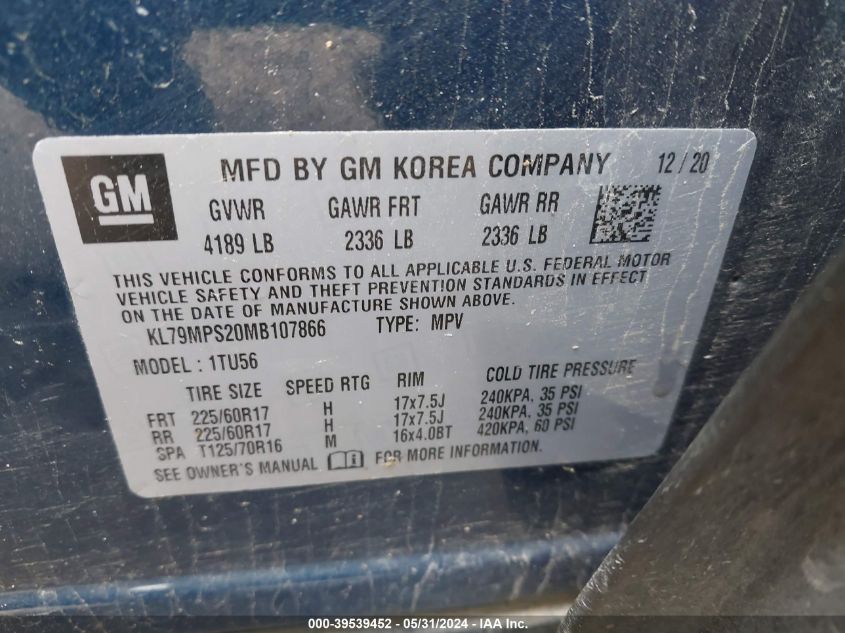 GM
MFD BY GM KOREA COMPANY 12/20
GVWR GAWR FRT GAWR RR
4189 LB 2336 LB 2336 LB
THIS VEHICLE CONFORMS TO ALL APPLICABLE U.S. FEDERAL MOTOR
VEHICLE SAFETY AND THEFT PREVENTION STANDARDS IN EFFECT
ON THE DATE OF MANUFACTURE SHOWN ABOVE.
KL79MPS20MB107866 TYPE: MPV
MODEL : 1TU56
TIRE SIZE SPEED RTG RIM COLD TIRE PRESSURE
FRT 225/60R17 H 17x7.5J 240KPA, 35 PSI
RR 225/60R17 H 17x7.5J 240KPA, 35 PSI
SPA T125/70R16 M 16x4.0BT 420KPA, 60 PSI
SEE OWNER'S MANUAL FOR MORE INFORMATION.
000-39539452 - 05/31/2024 - © IAA Inc.